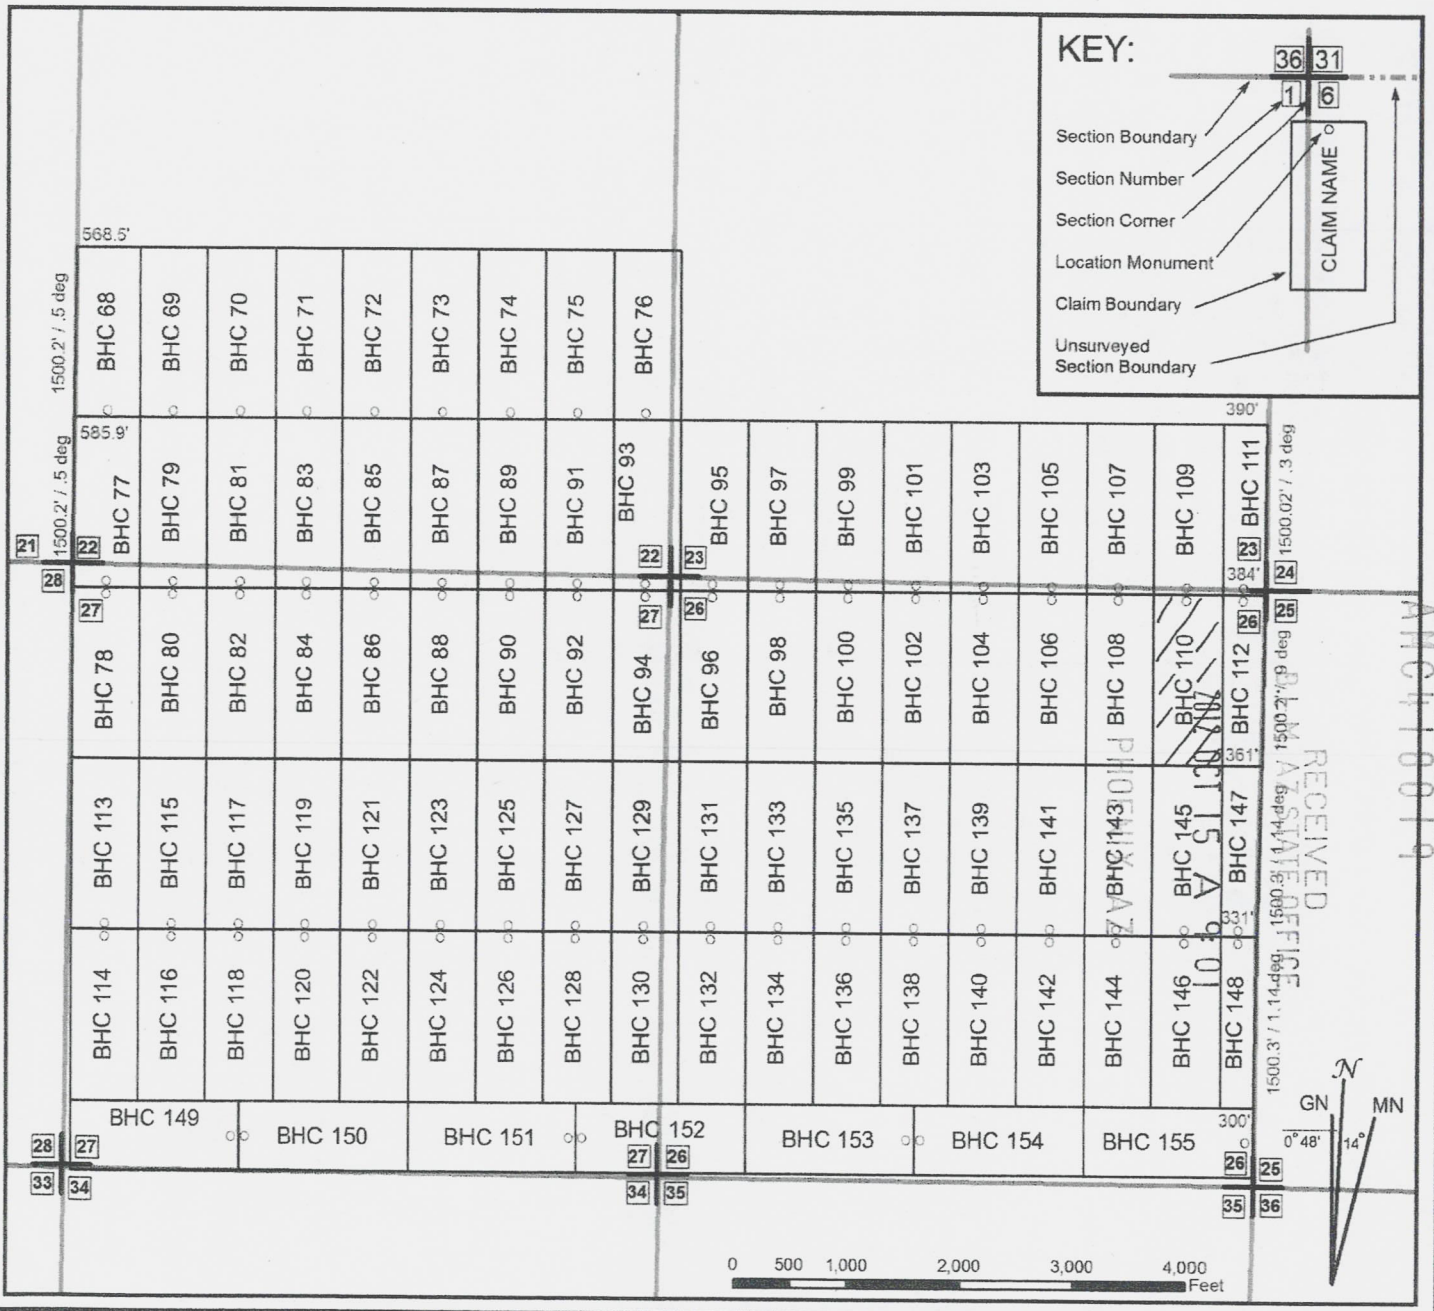 KEY:
36 31
1 6
Section Boundary
Section Number
Section Corner
Location Monument
Claim Boundary
Unsurveyed
Section Boundary
CLAIM NAME
568.5'
1500.2' / .5 deg
BHC 68 BHC 69 BHC 70 BHC 71 BHC 72 BHC 73 BHC 74 BHC 75 BHC 76
585.9'
390'
1500.2' / .5 deg
BHC 77 BHC 79 BHC 81 BHC 83 BHC 85 BHC 87 BHC 89 BHC 91 BHC 93 BHC 95 BHC 97 BHC 99 BHC 101 BHC 103 BHC 105 BHC 107 BHC 109 BHC 111
1500.02' / .3 deg
21 22 22 23 23 24
384'
28 27 27 26 26 25
BHC 78 BHC 80 BHC 82 BHC 84 BHC 86 BHC 88 BHC 90 BHC 92 BHC 94 BHC 96 BHC 98 BHC 100 BHC 102 BHC 104 BHC 106 BHC 108 BHC 110 BHC 112
1500.2' / .9 deg
361'
BHC 113 BHC 115 BHC 117 BHC 119 BHC 121 BHC 123 BHC 125 BHC 127 BHC 129 BHC 131 BHC 133 BHC 135 BHC 137 BHC 139 BHC 141 BHC 143 BHC 145 BHC 147
1500.3' / 1.14 deg
331'
BHC 114 BHC 116 BHC 118 BHC 120 BHC 122 BHC 124 BHC 126 BHC 128 BHC 130 BHC 132 BHC 134 BHC 136 BHC 138 BHC 140 BHC 142 BHC 144 BHC 146 BHC 148
1500.3' / 1.14 deg
BHC 149 BHC 150 BHC 151 BHC 152 BHC 153 BHC 154 BHC 155
300'
28 27 27 26 26 25
33 34 34 35 35 36
RECEIVED
BLM AZ STATE OFFICE
2012 OCT 15 A 9:01
PHOENIX AZ
N
GN MN
0°48' 14°
0 500 1,000 2,000 3,000 4,000
Feet